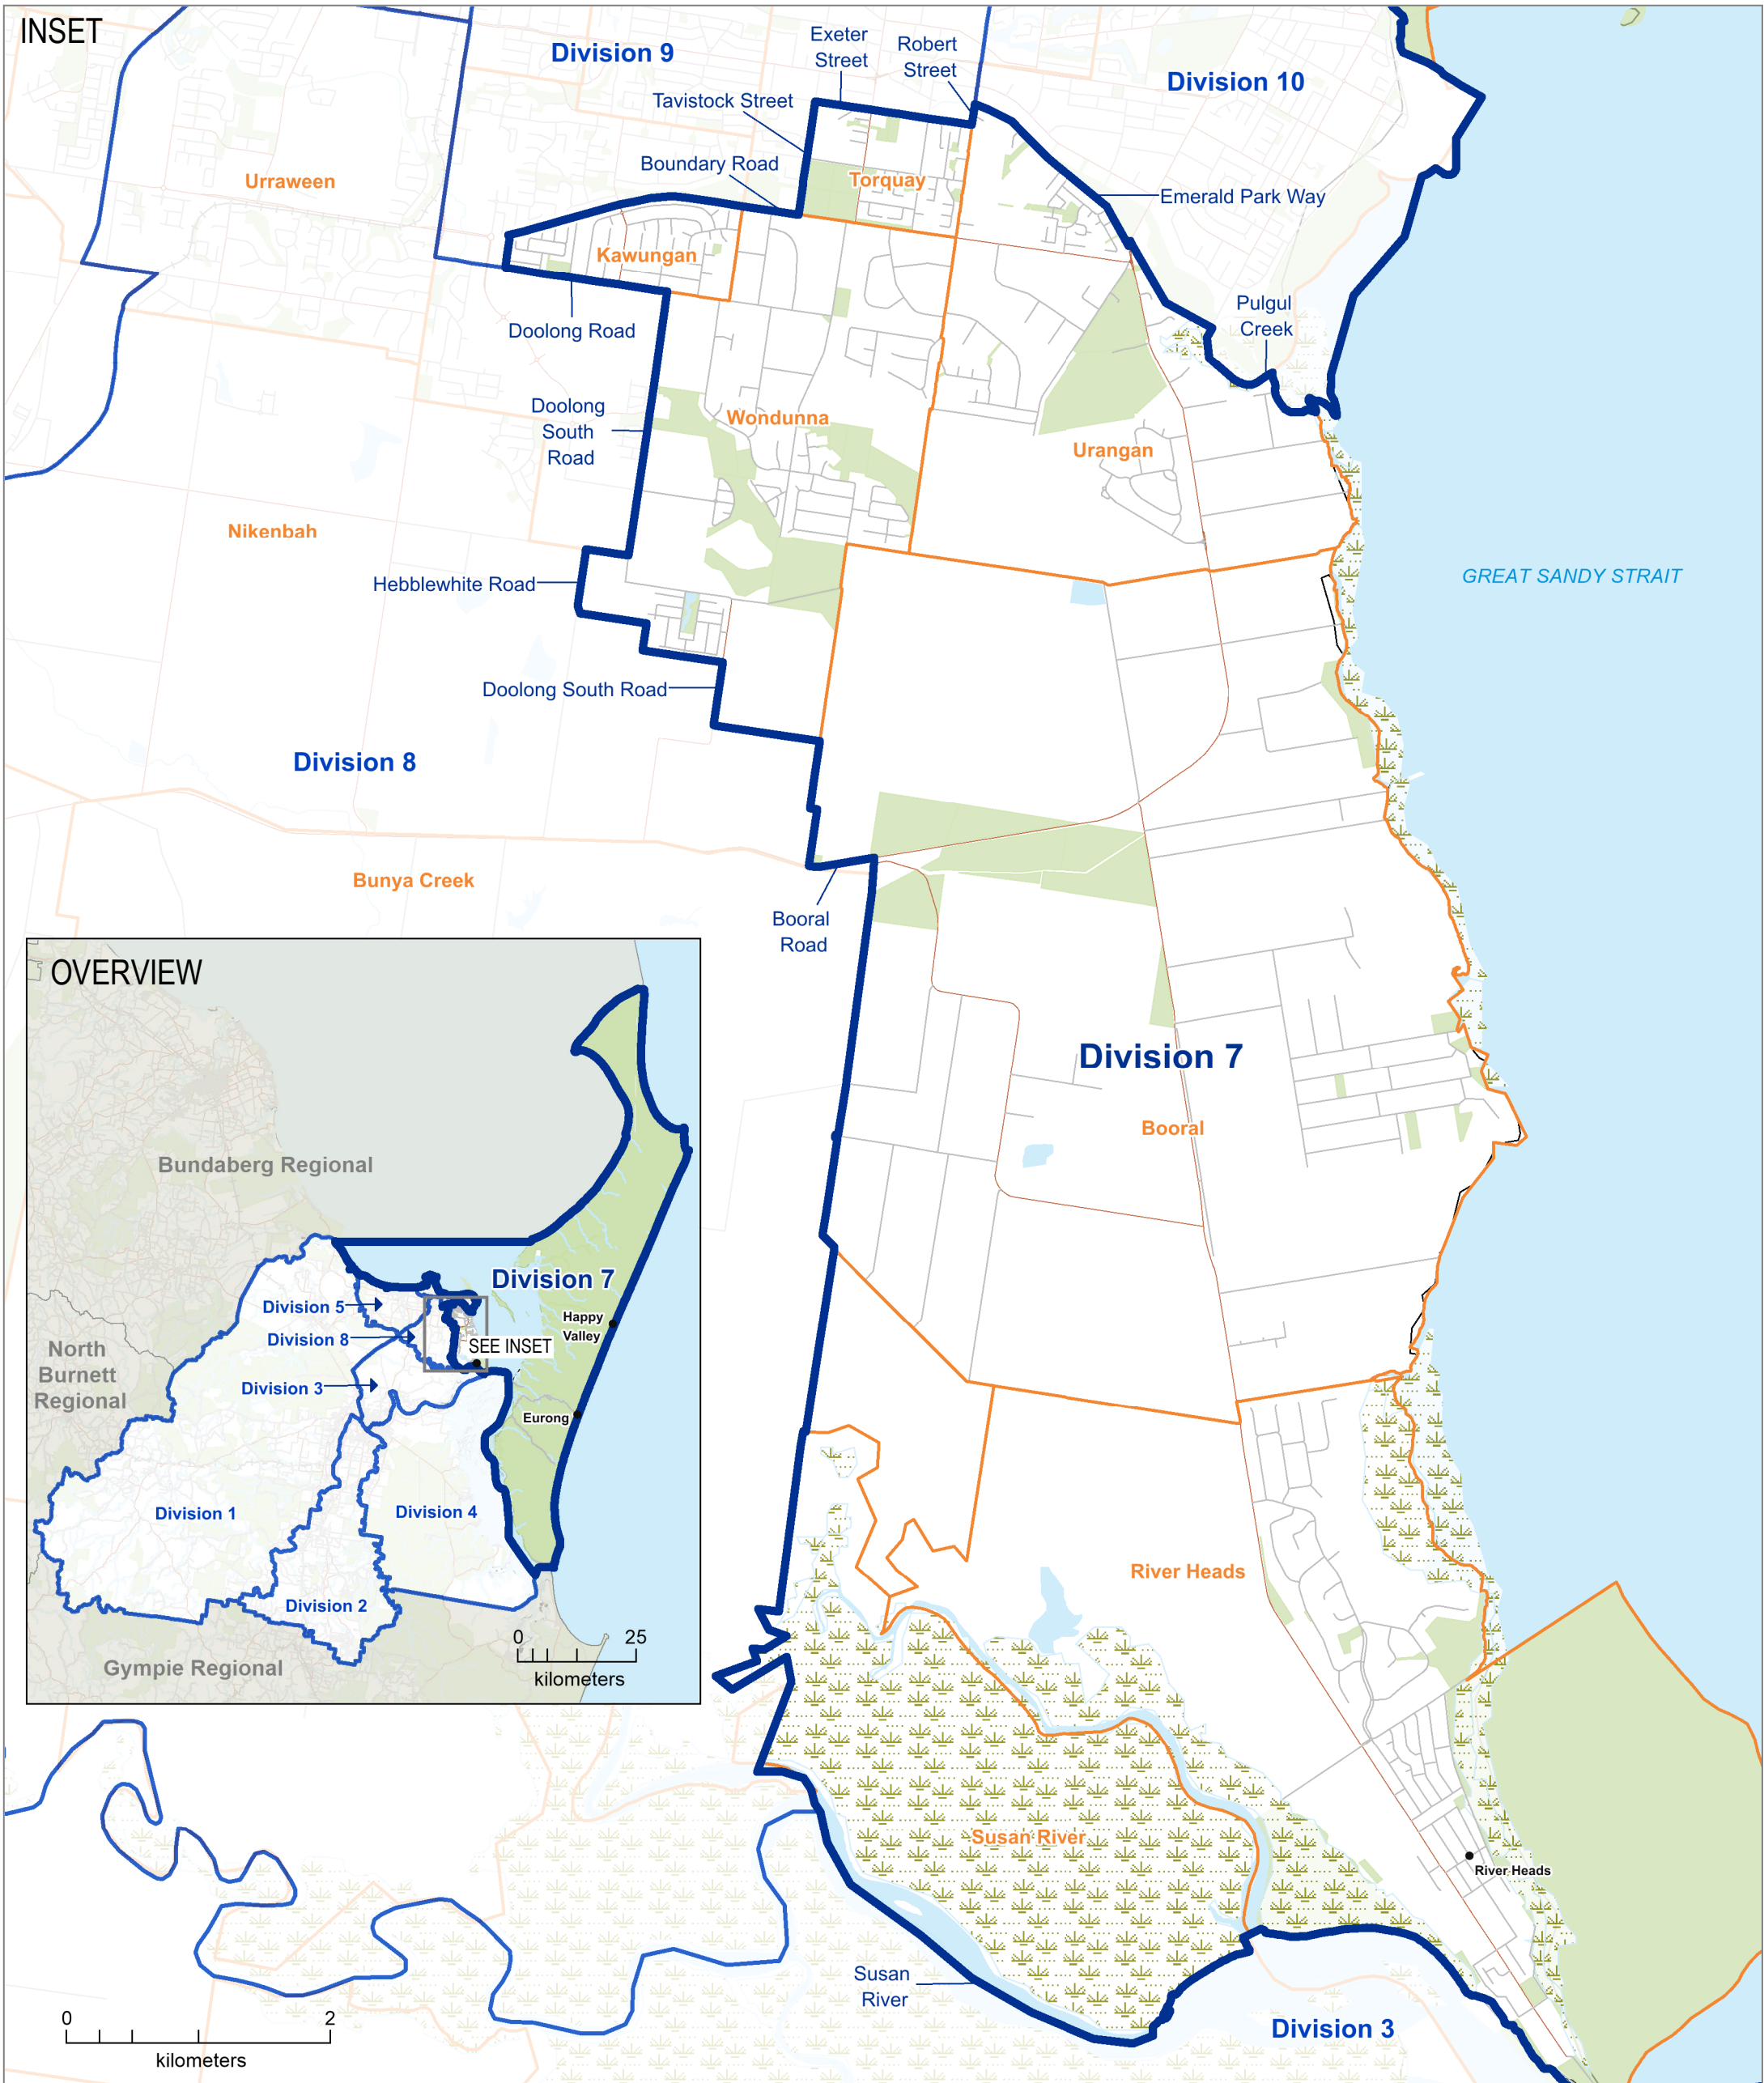 INSET
Division 9
Exeter
Street
Robert
Street
Division 10
Tavistock Street
Boundary Road
Urraween
Torquay
Emerald Park Way
Kawungan
Pulgul
Creek
Doolong Road
Doolong
South
Road
Wondunna
Urangan
Nikenbah
Hebblewhite Road
GREAT SANDY STRAIT
Doolong South Road
Division 8
Bunya Creek
Booral
Road
Division 7
Booral
River Heads
Susan River
River Heads
Susan
River
Division 3
0 2
kilometers
OVERVIEW
Bundaberg Regional
Division 7
Division 5
Happy
Valley
Division 8
SEE INSET
North
Burnett
Regional
Division 3
Eurong
Division 1
Division 4
Division 2
0 25
kilometers
Gympie Regional